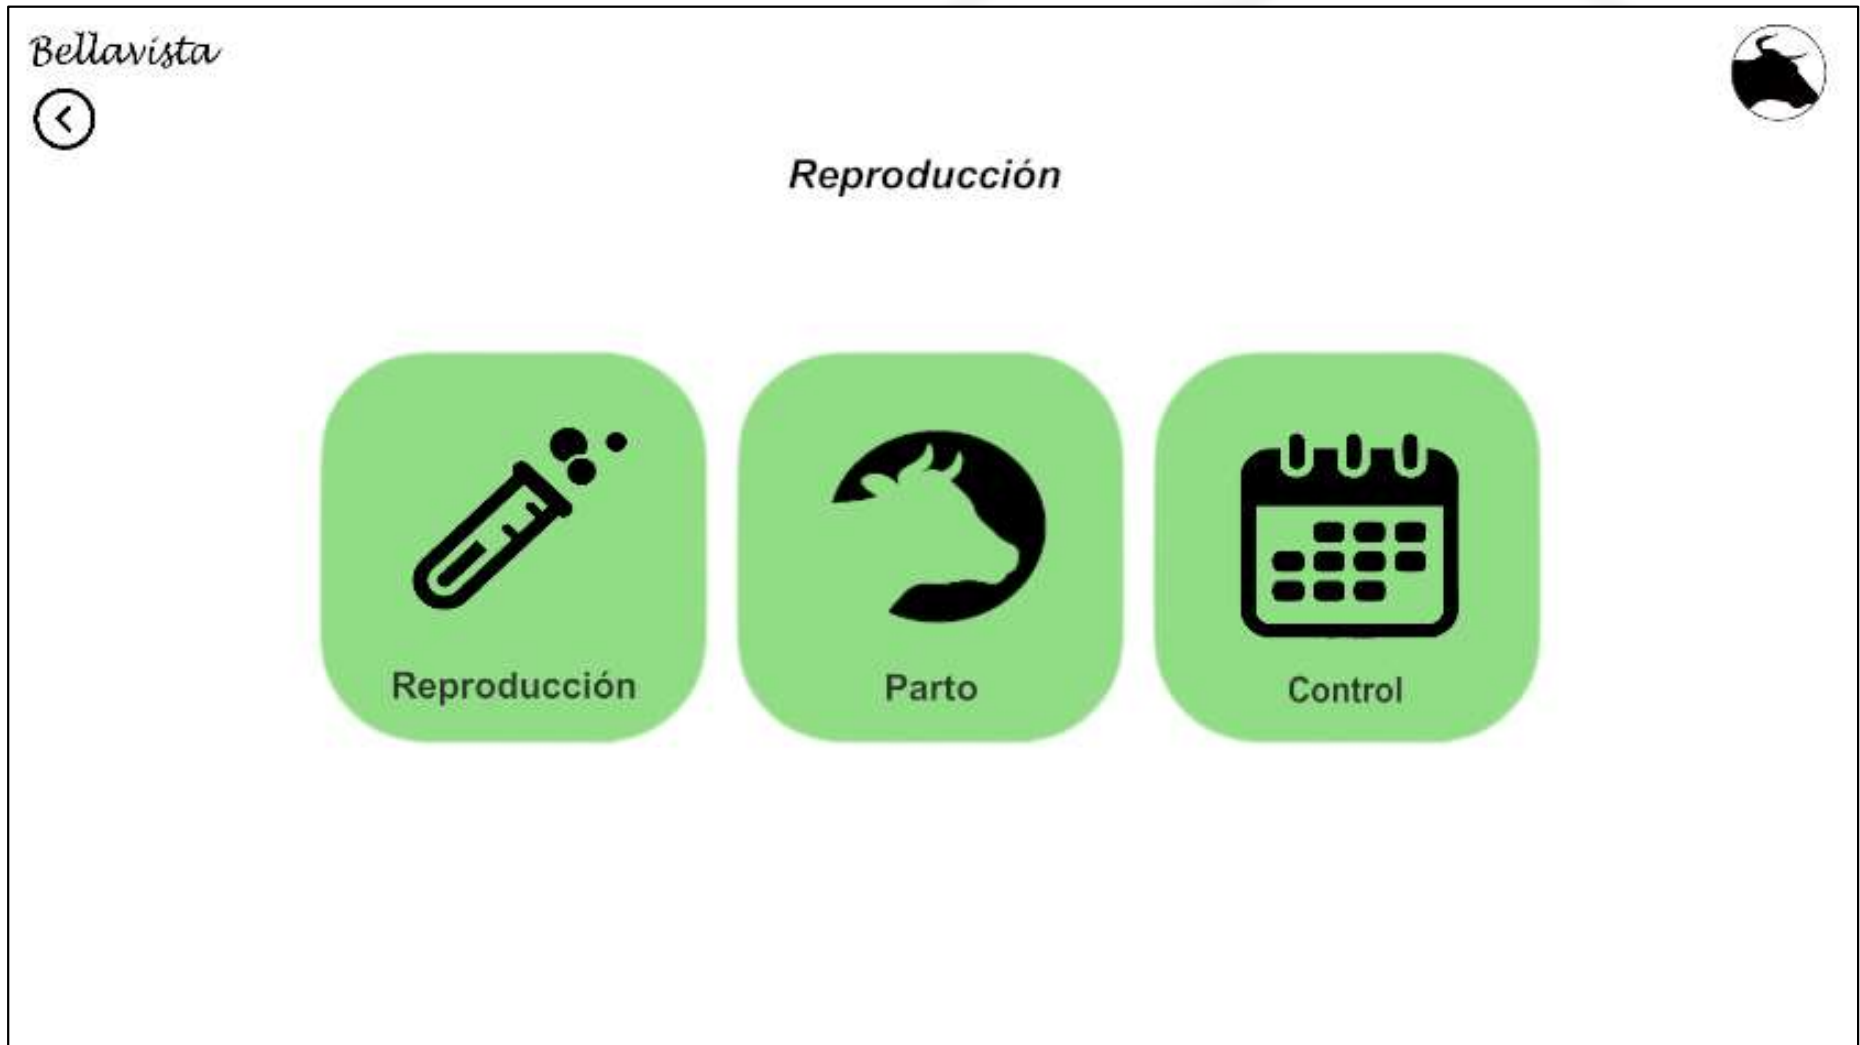 Bellavista
Reproducción
Reproducción
Parto
Control